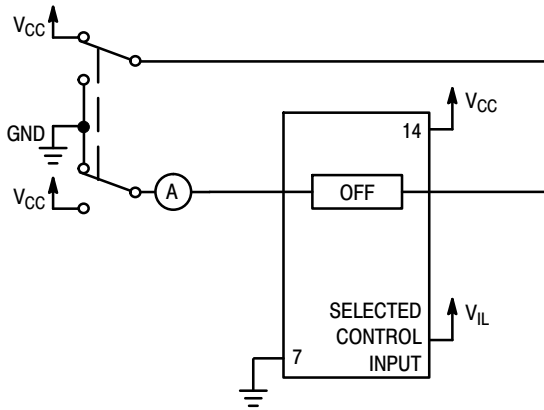 VCC
14
VCC
GND
VCC
A
OFF
SELECTED
CONTROL
INPUT
VIL
7